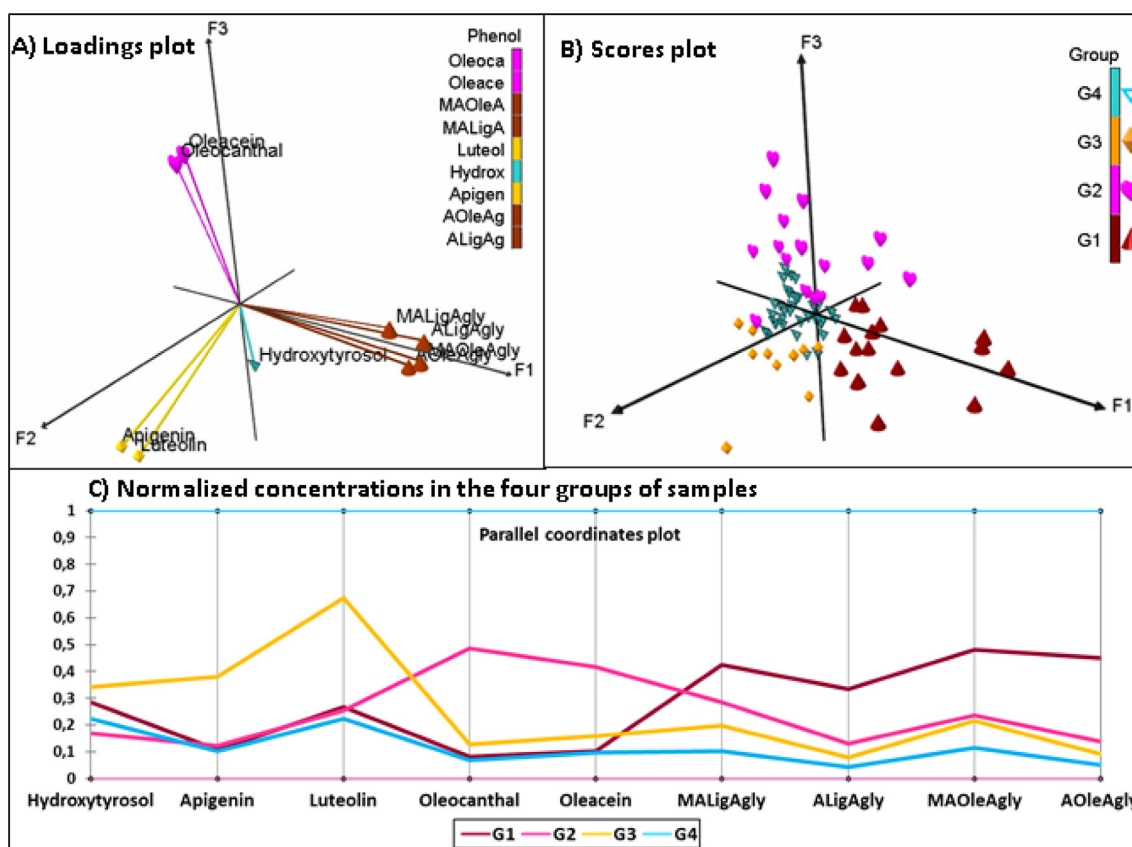 A) Loadings plot
F3
Phenol
Oleoca
Oleace
MAOleA
MALigA
Luteol
Hydrox
Apigen
AOleAg
ALigAg
Oleacein
Oleocanthal
MALigAgly
ALigAgly
MAOleAgly
AOleAgly
Hydroxytyrosol
F1
F2
Apigenin
Luteolin
B) Scores plot
F3
Group
G4
G3
G2
G1
F2
F1
C) Normalized concentrations in the four groups of samples
Parallel coordinates plot
1
0,9
0,8
0,7
0,6
0,5
0,4
0,3
0,2
0,1
0
Hydroxytyrosol Apigenin Luteolin Oleocanthal Oleacein MALigAgly ALigAgly MAOleAgly AOleAgly
G1 G2 G3 G4